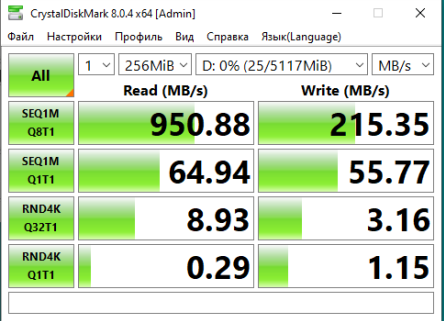 CrystalDiskMark 8.0.4 x64 [Admin]
Файл Настройки Профиль Вид Справка Язык(Language)
All 1 256MiB D: 0% (25/5117MiB) MB/s
Read (MB/s) Write (MB/s)
SEQ1M
Q8T1 950.88 215.35
SEQ1M
Q1T1 64.94 55.77
RND4K
Q32T1 8.93 3.16
RND4K
Q1T1 0.29 1.15